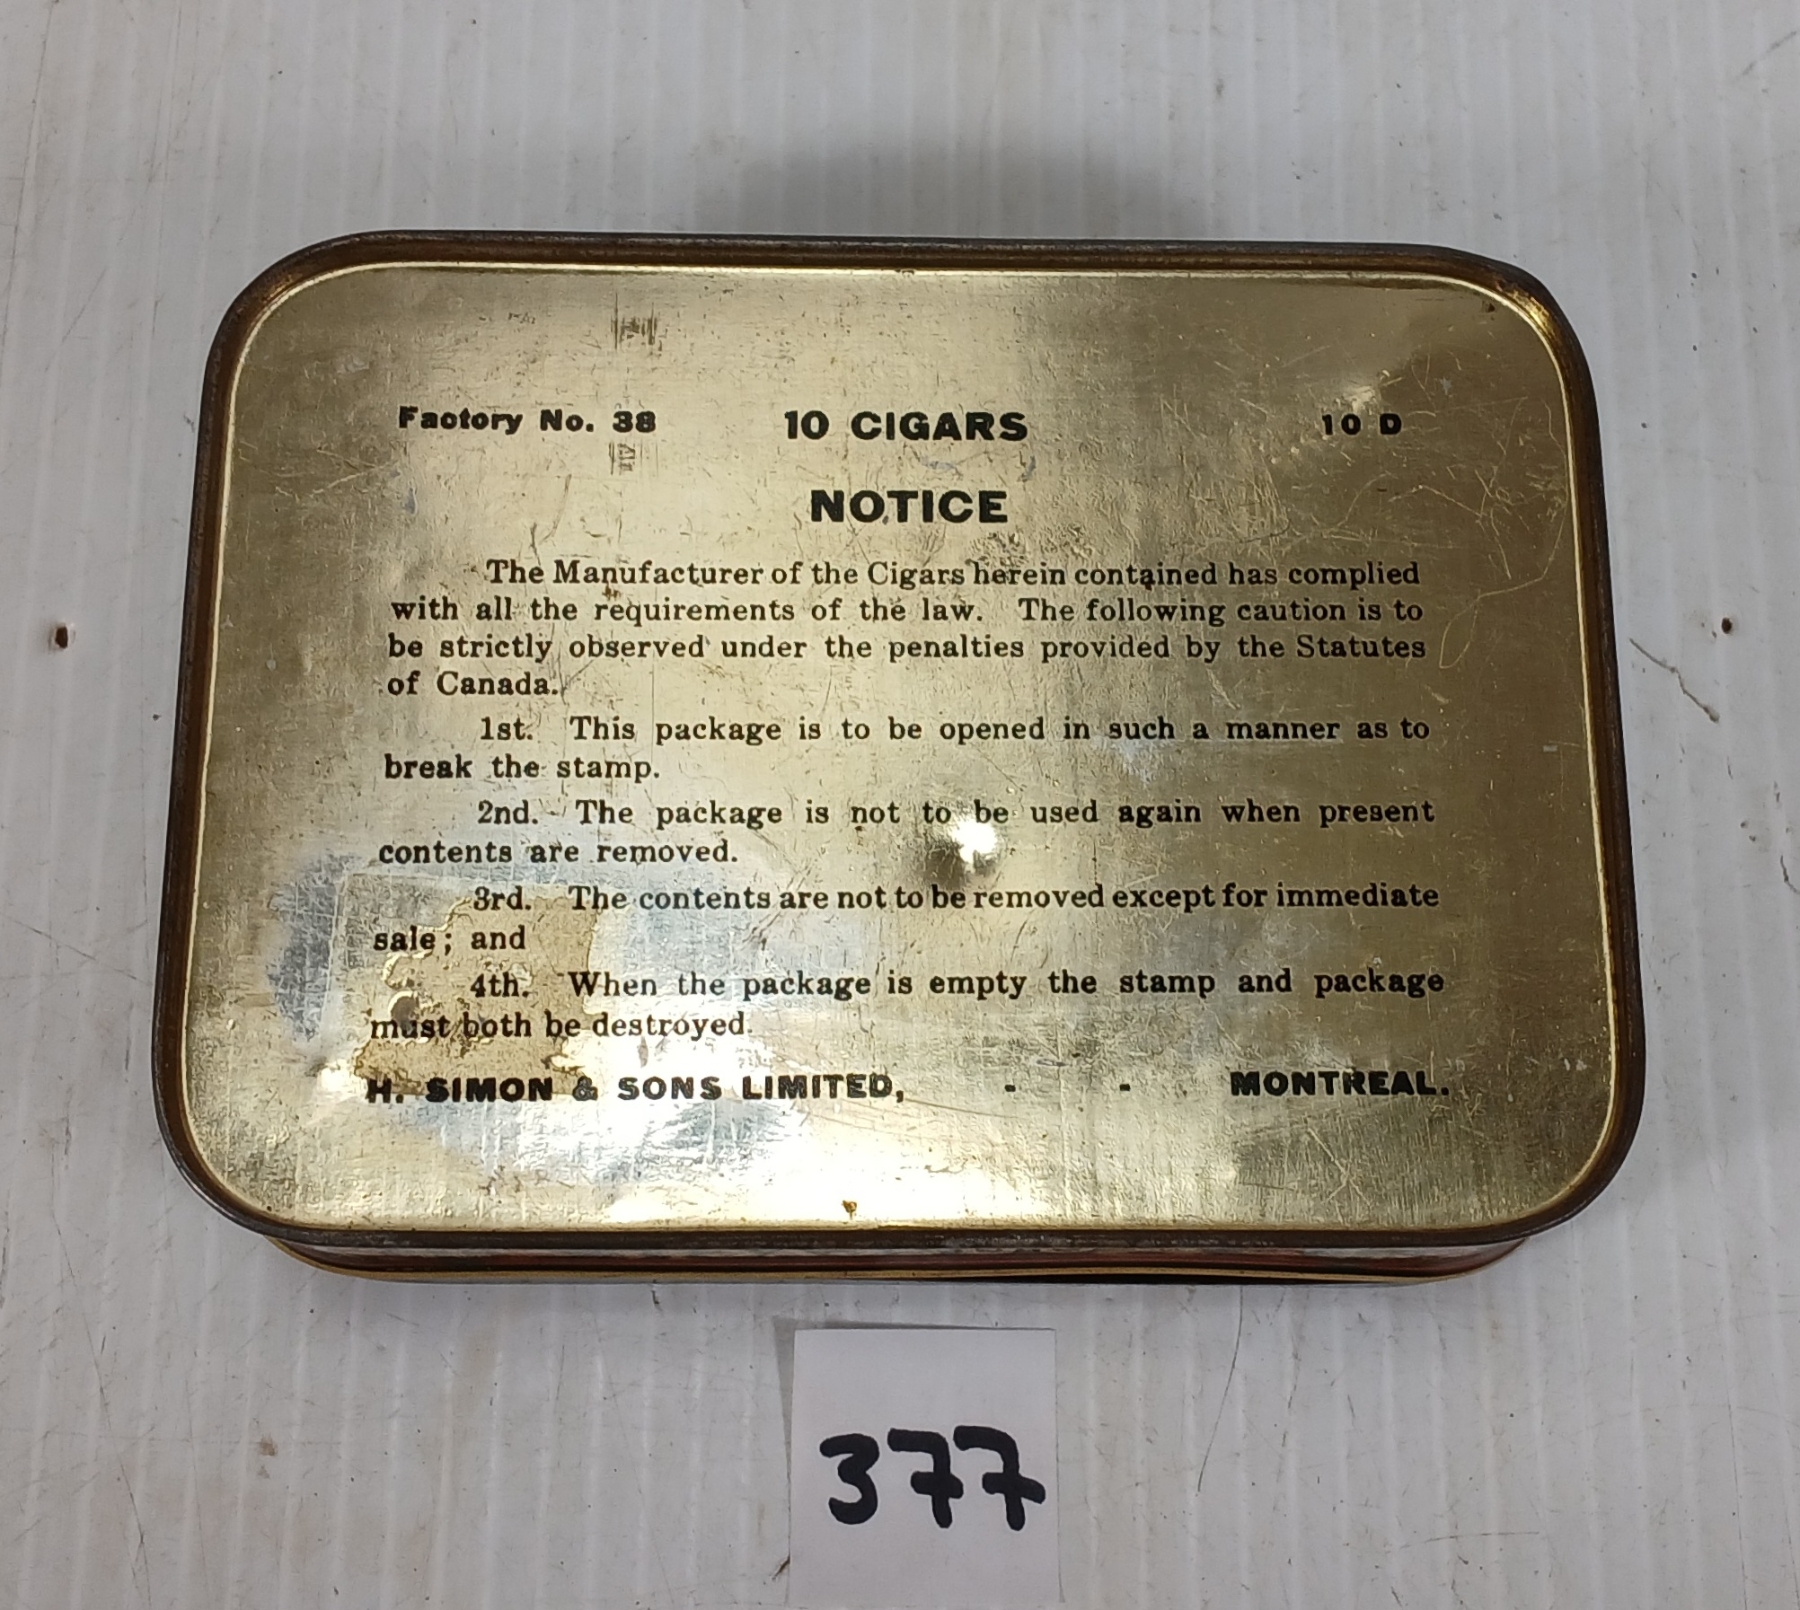 Factory No. 38 10 CIGARS 10 D
NOTICE
The Manufacturer of the Cigars herein contained has complied
with all the requirements of the law. The following caution is to
be strictly observed under the penalties provided by the Statutes
of Canada.
1st. This package is to be opened in such a manner as to
break the stamp.
2nd. The package is not to be used again when present
contents are removed.
3rd. The contents are not to be removed except for immediate
sale; and
4th. When the package is empty the stamp and package
must both be destroyed.
H. SIMON & SONS LIMITED, - - MONTREAL.
377